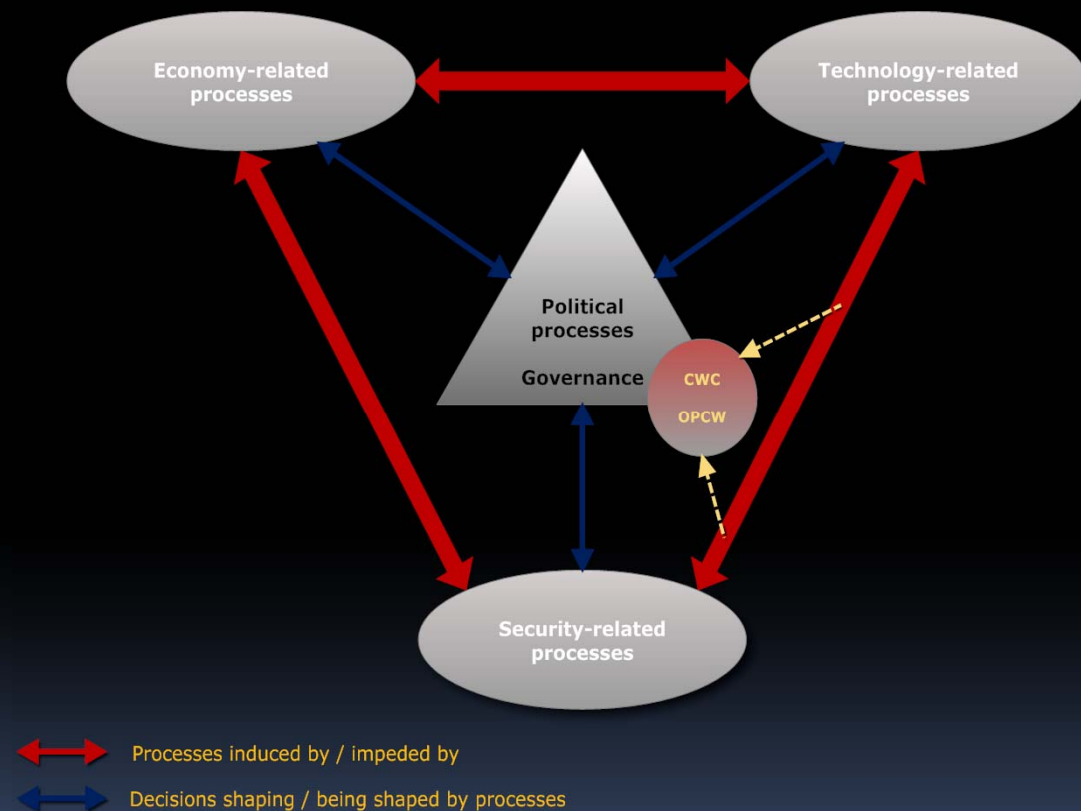 Economy-related
processes
Technology-related
processes
Political
processes
Governance
CWC
OPCW
Security-related
processes
Processes induced by / impeded by
Decisions shaping / being shaped by processes